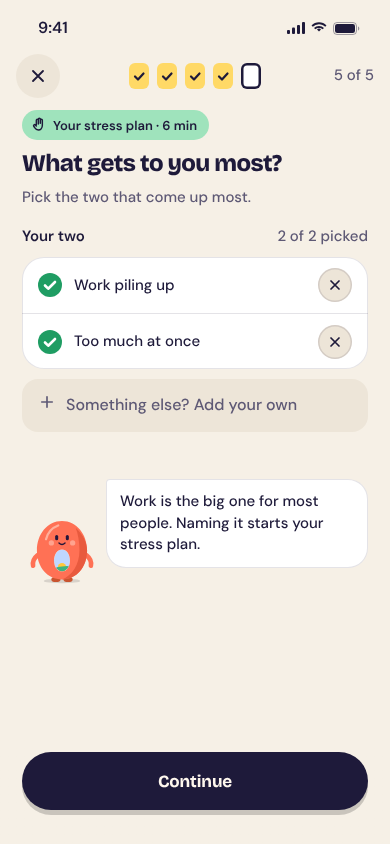 9:41
5 of 5
Your stress plan · 6 min
What gets to you most?
Pick the two that come up most.
Your two
2 of 2 picked
Work piling up
Too much at once
Something else? Add your own
Work is the big one for most
people. Naming it starts your
stress plan.
Continue